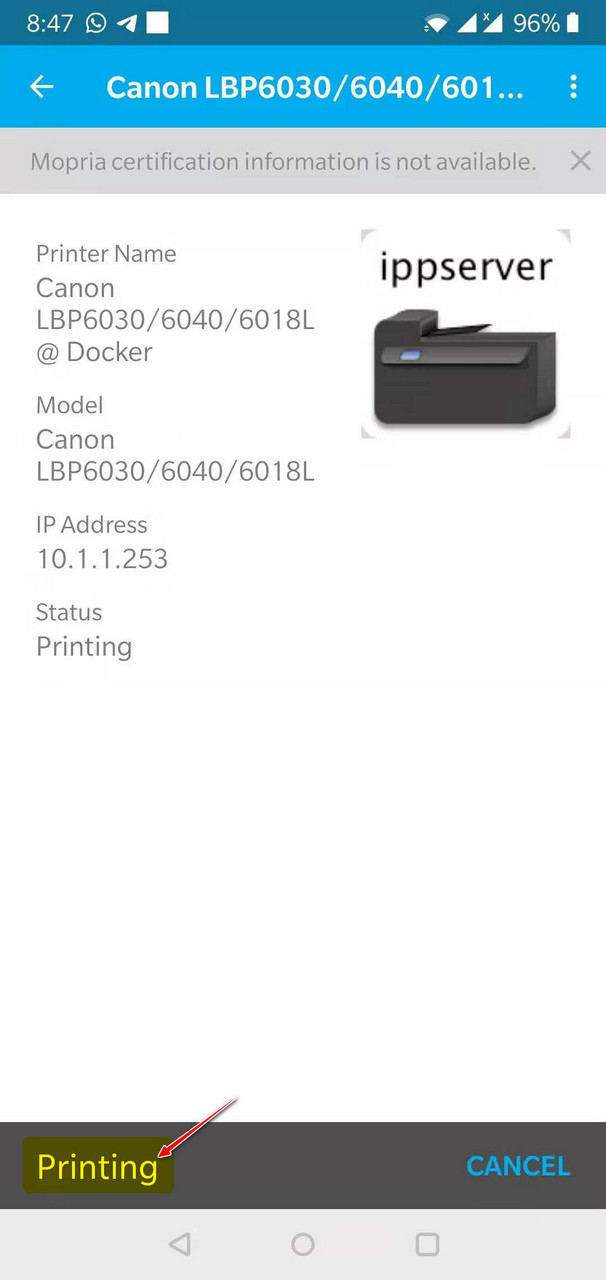 8:47 96%
Canon LBP6030/6040/601...
Mopria certification information is not available.
ippserver
Printer Name
Canon
LBP6030/6040/6018L
@ Docker
Model
Canon
LBP6030/6040/6018L
IP Address
10.1.1.253
Status
Printing
Printing CANCEL